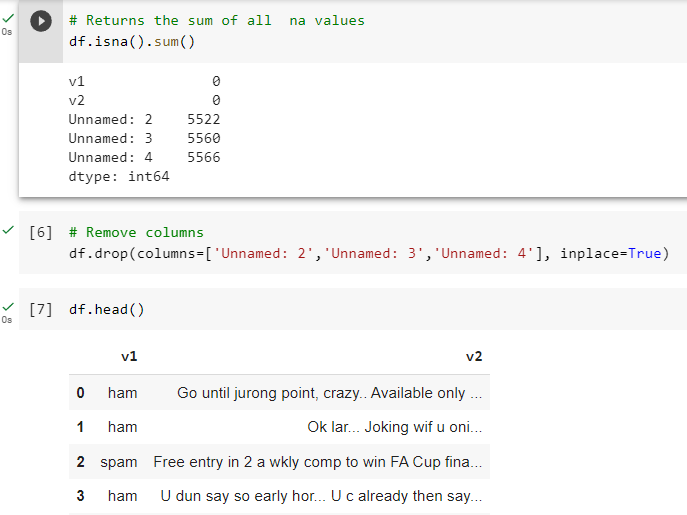 # Returns the sum of all  na values
0s
df.isna().sum()
v1 0
v2 0
Unnamed: 2 5522
Unnamed: 3 5560
Unnamed: 4 5566
dtype: int64
[6] # Remove columns
df.drop(columns=['Unnamed: 2','Unnamed: 3','Unnamed: 4'], inplace=True)
[7] df.head()
0s
v1 v2
0 ham Go until jurong point, crazy.. Available only ...
1 ham Ok lar... Joking wif u oni...
2 spam Free entry in 2 a wkly comp to win FA Cup fina...
3 ham U dun say so early hor... U c already then say...